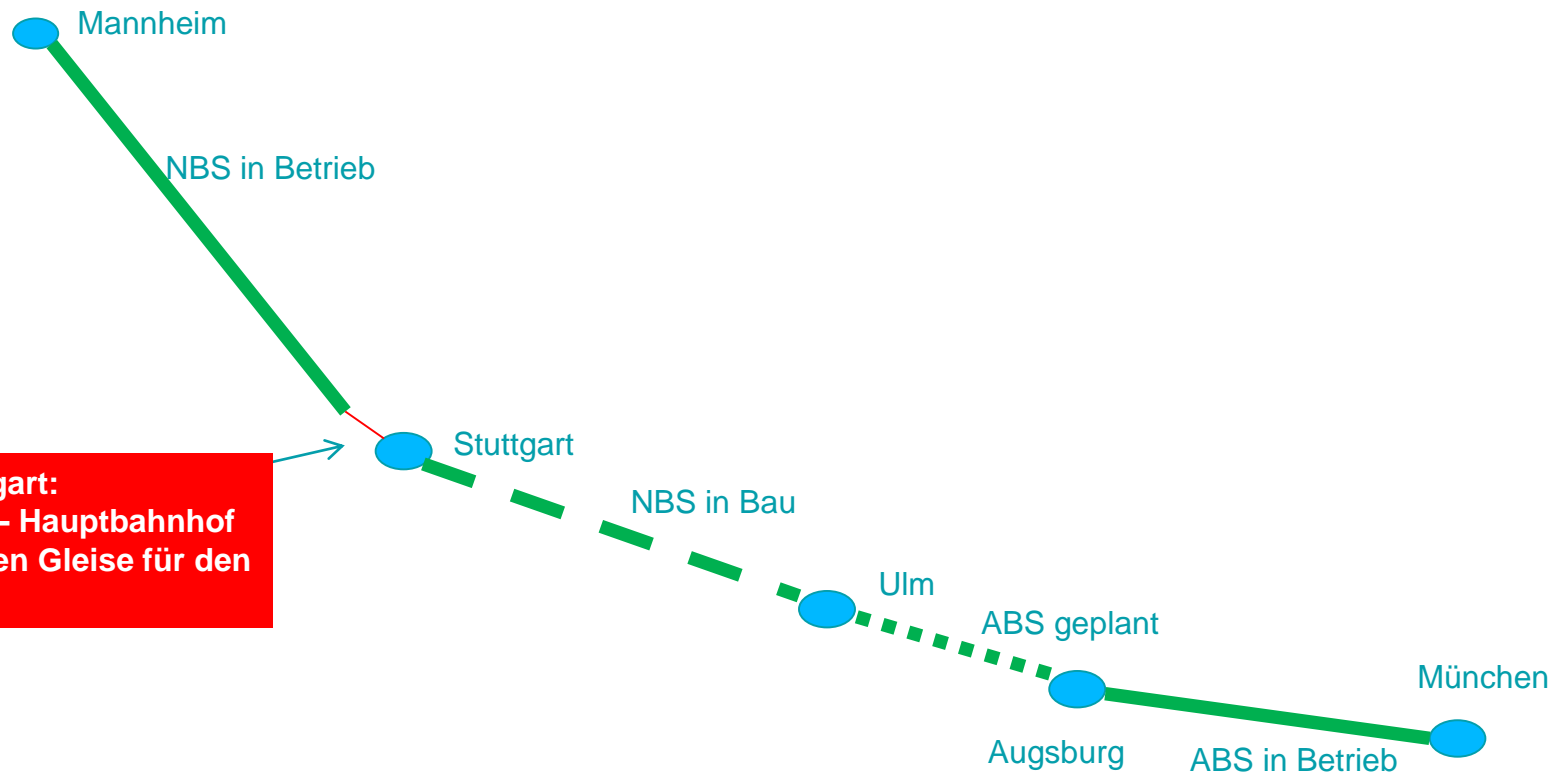 Mannheim
NBS in Betrieb
Stuttgart
gart:
– Hauptbahnhof
en Gleise für den
NBS in Bau
Ulm
ABS geplant
München
Augsburg
ABS in Betrieb